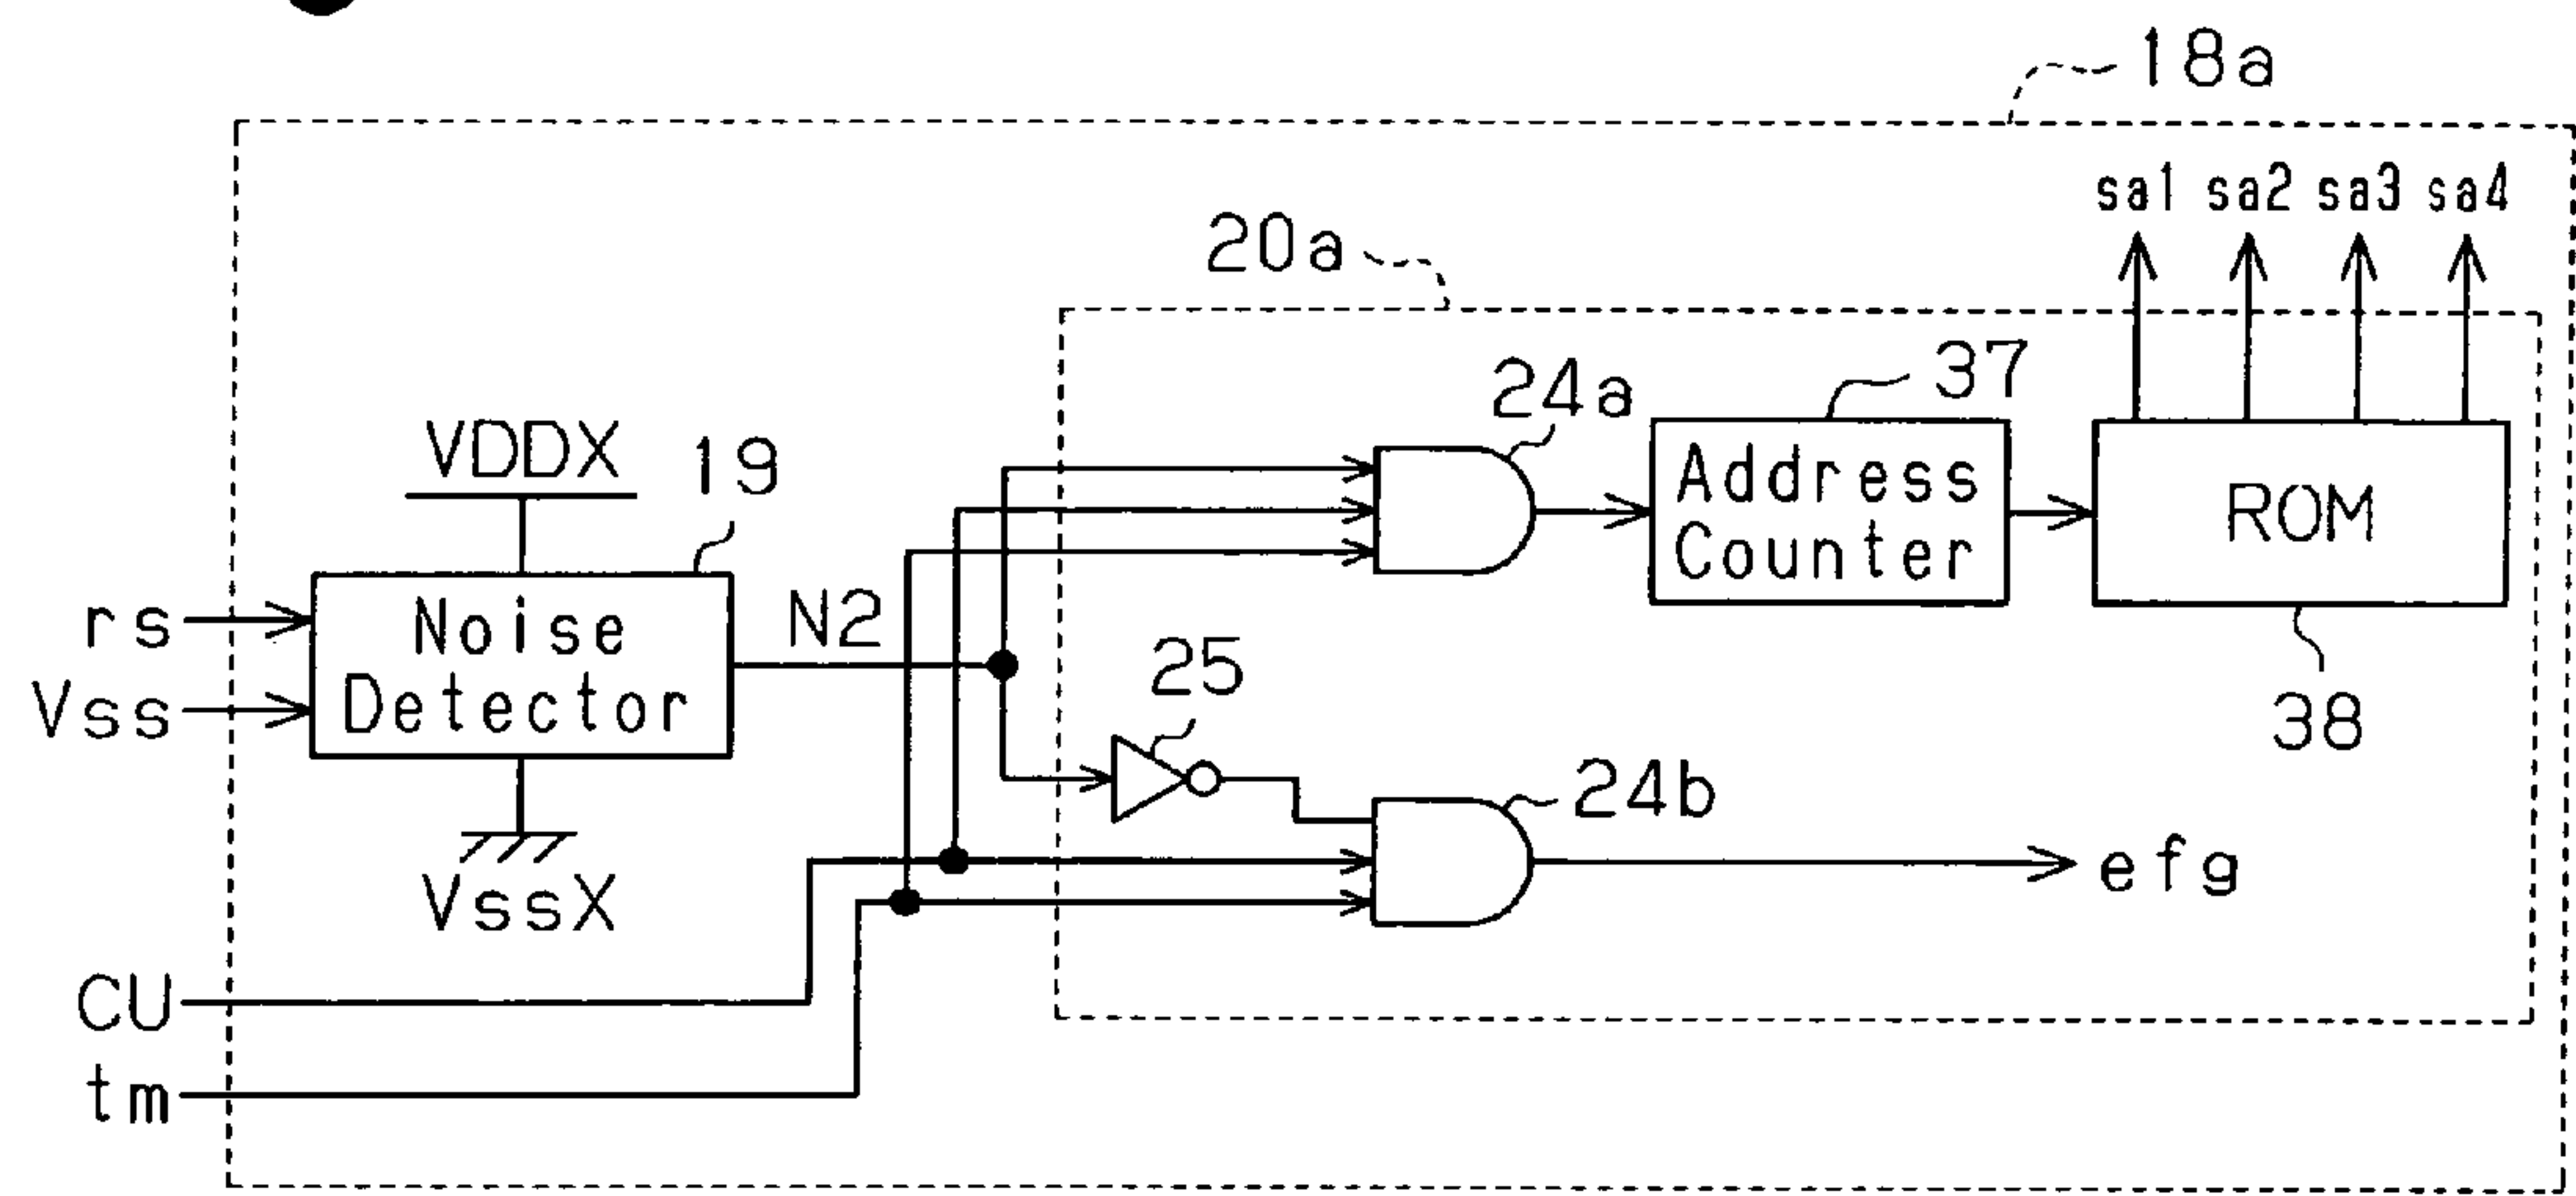 18a
sa1 sa2 sa3 sa4
20a
24a
37
VDDX
19
Address
Counter
ROM
rs
Noise
Detector
N2
Vss
25
38
24b
efg
VssX
CU
tm